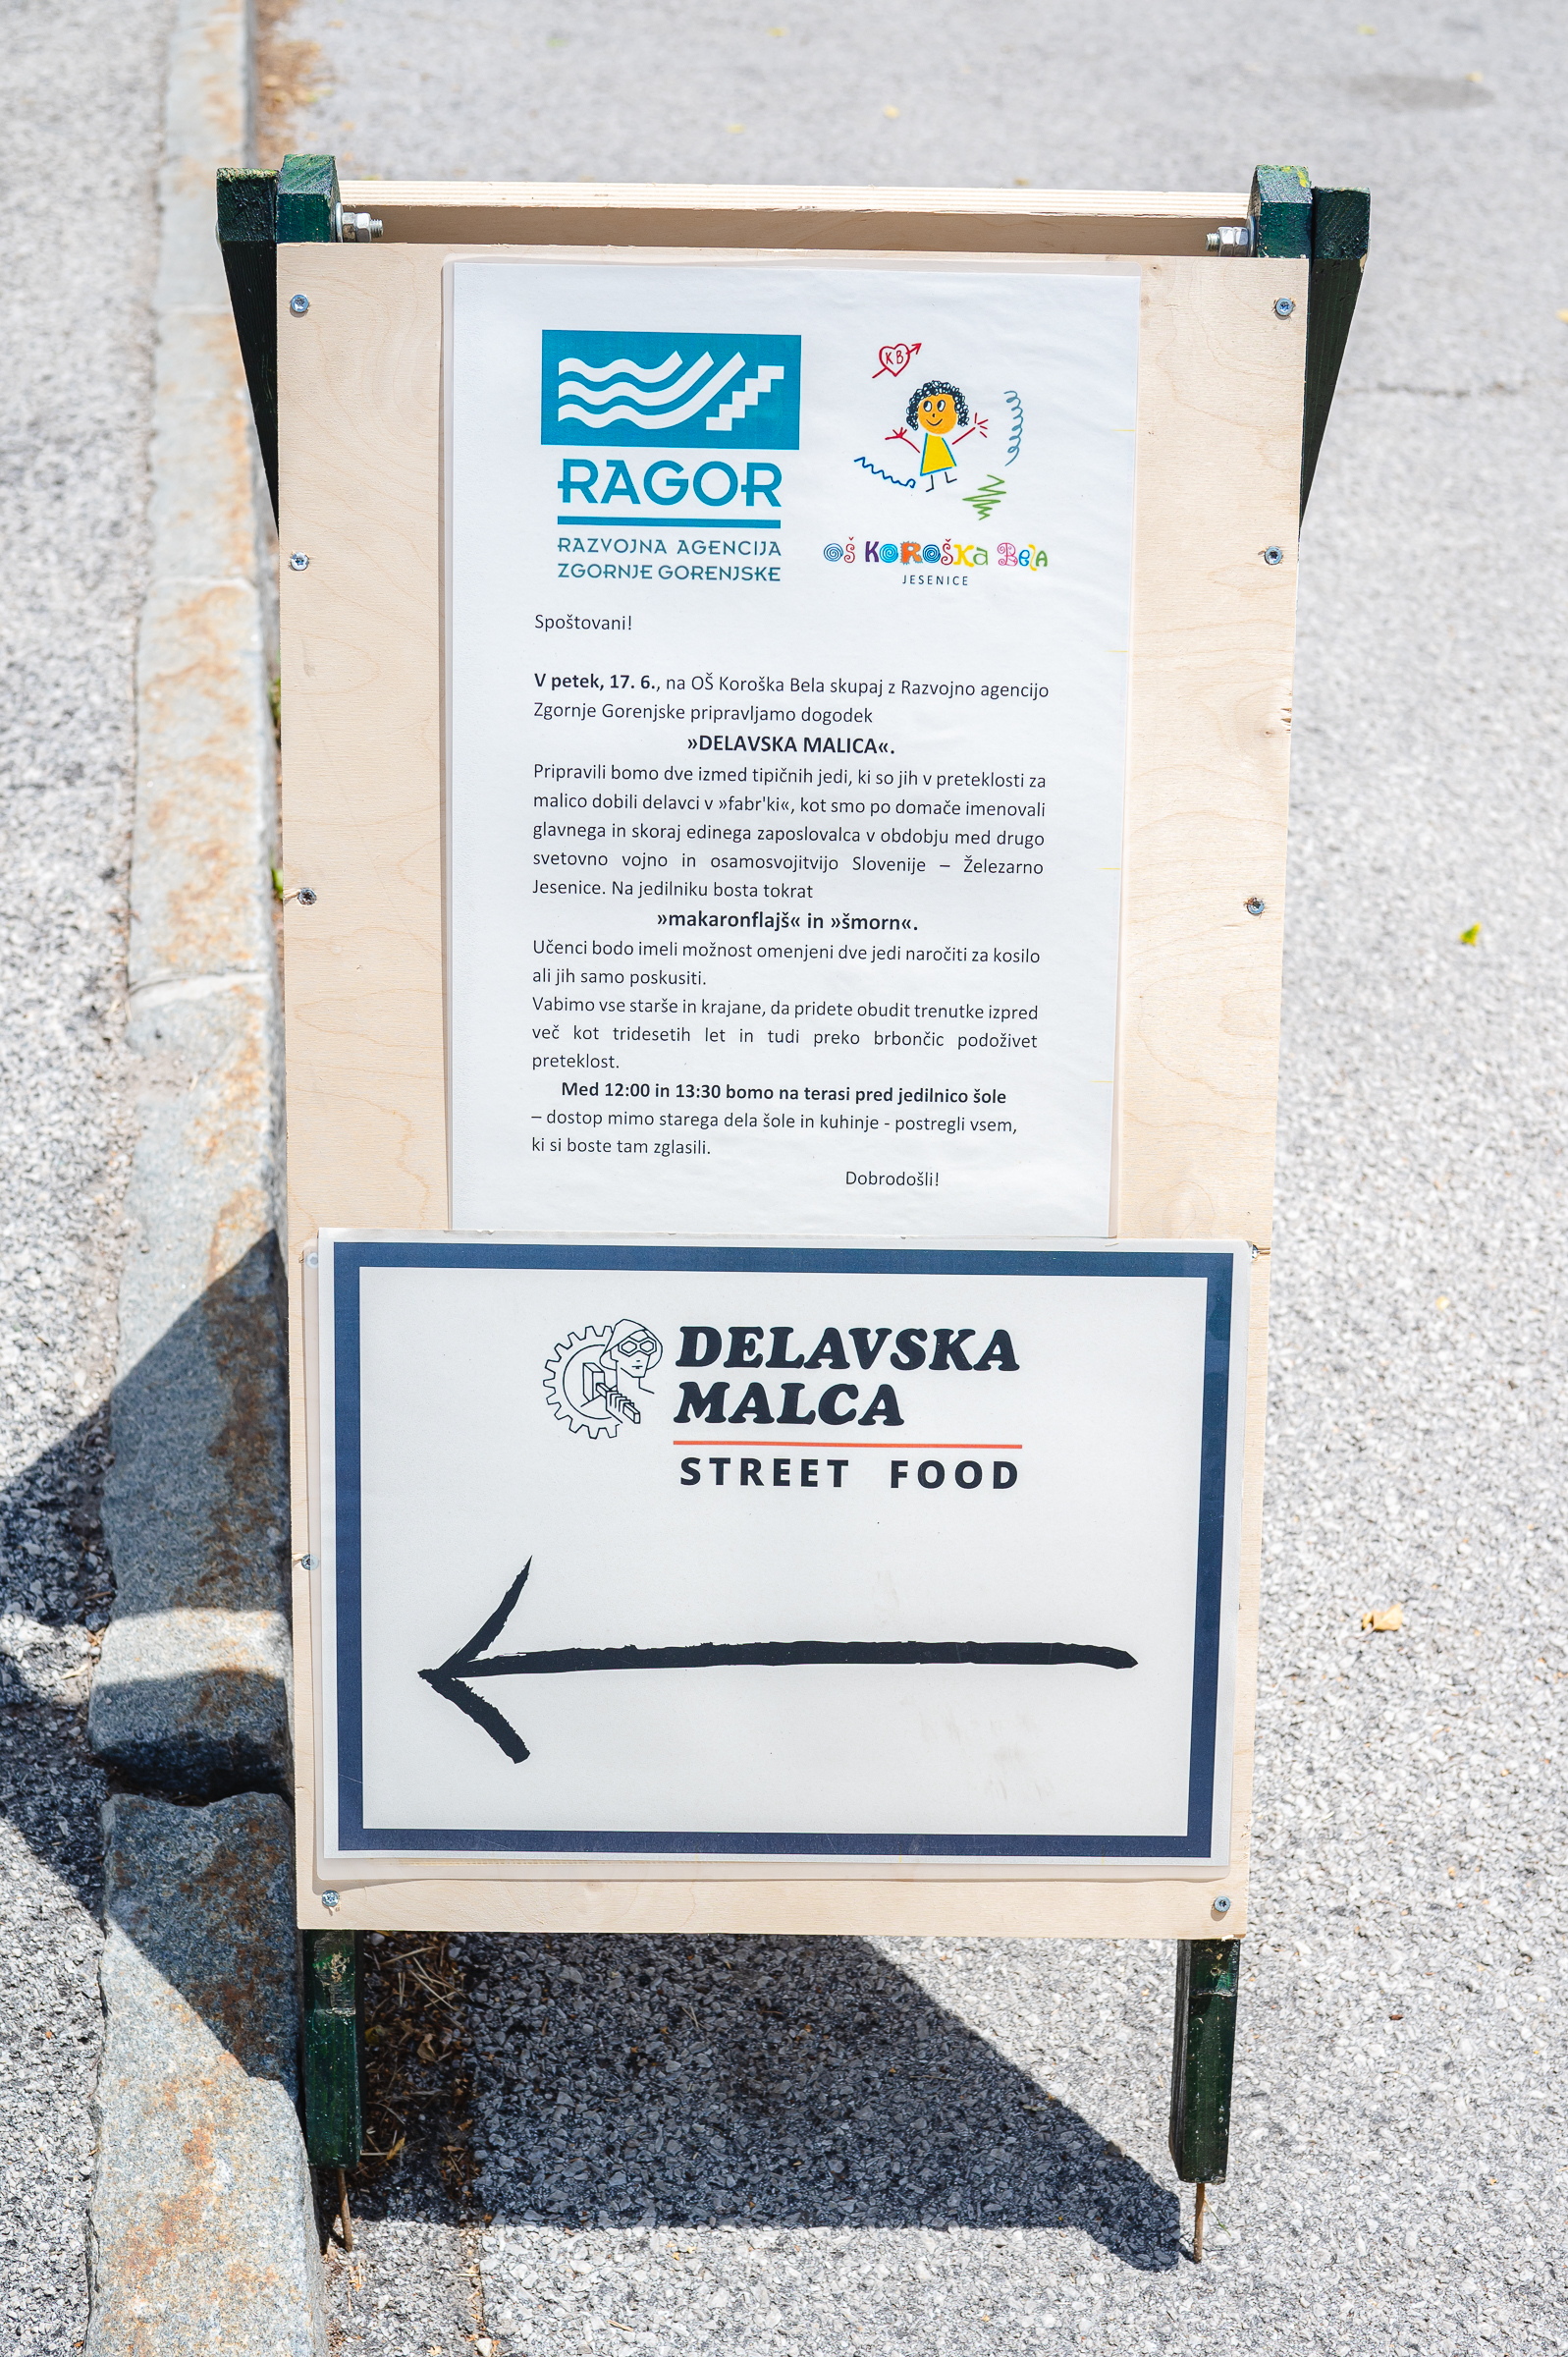 RAGOR
RAZVOJNA AGENCIJA
ZGORNJE GORENJSKE
KB
OŠ KOROŠKA BELA
JESENICE
Spoštovani!
V petek, 17. 6., na OŠ Koroška Bela skupaj z Razvojno agencijo
Zgornje Gorenjske pripravljamo dogodek
»DELAVSKA MALICA«.
Pripravili bomo dve izmed tipičnih jedi, ki so jih v preteklosti za
malico dobili delavci v »fabr'ki«, kot smo po domače imenovali
glavnega in skoraj edinega zaposlovalca v obdobju med drugo
svetovno vojno in osamosvojitvijo Slovenije – Železarno
Jesenice. Na jedilniku bosta tokrat
»makaronflajš« in »šmorn«.
Učenci bodo imeli možnost omenjeni dve jedi naročiti za kosilo
ali jih samo poskusiti.
Vabimo vse starše in krajane, da pridete obudit trenutke izpred
več kot tridesetih let in tudi preko brbončic podoživet
preteklost.
Med 12:00 in 13:30 bomo na terasi pred jedilnico šole
– dostop mimo starega dela šole in kuhinje - postregli vsem,
ki si boste tam zglasili.
Dobrodošli!
DELAVSKA
MALCA
STREET FOOD